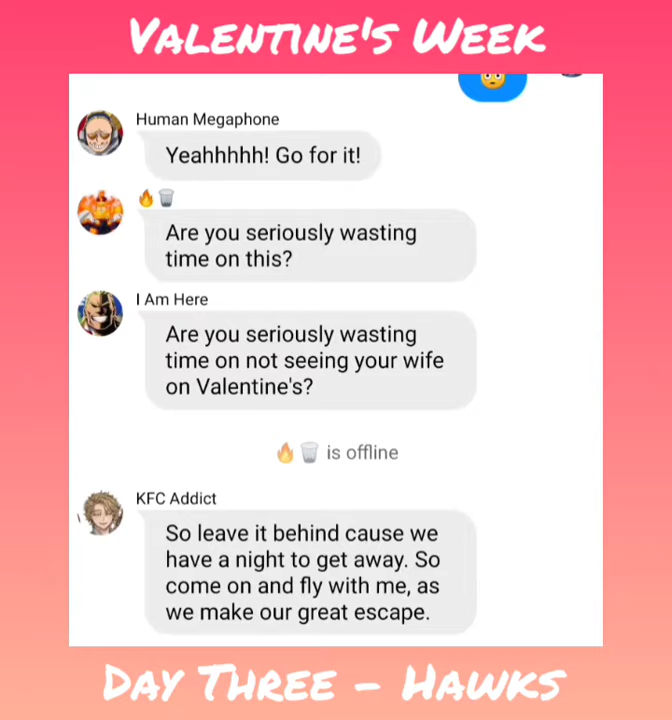 VALENTINE'S WEEK
Human Megaphone
Yeahhhhh! Go for it!
🔥🗑️
Are you seriously wasting
time on this?
I Am Here
Are you seriously wasting
time on not seeing your wife
on Valentine's?
🔥🗑️ is offline
KFC Addict
So leave it behind cause we
have a night to get away. So
come on and fly with me, as
we make our great escape.
DAY THREE - HAWKS